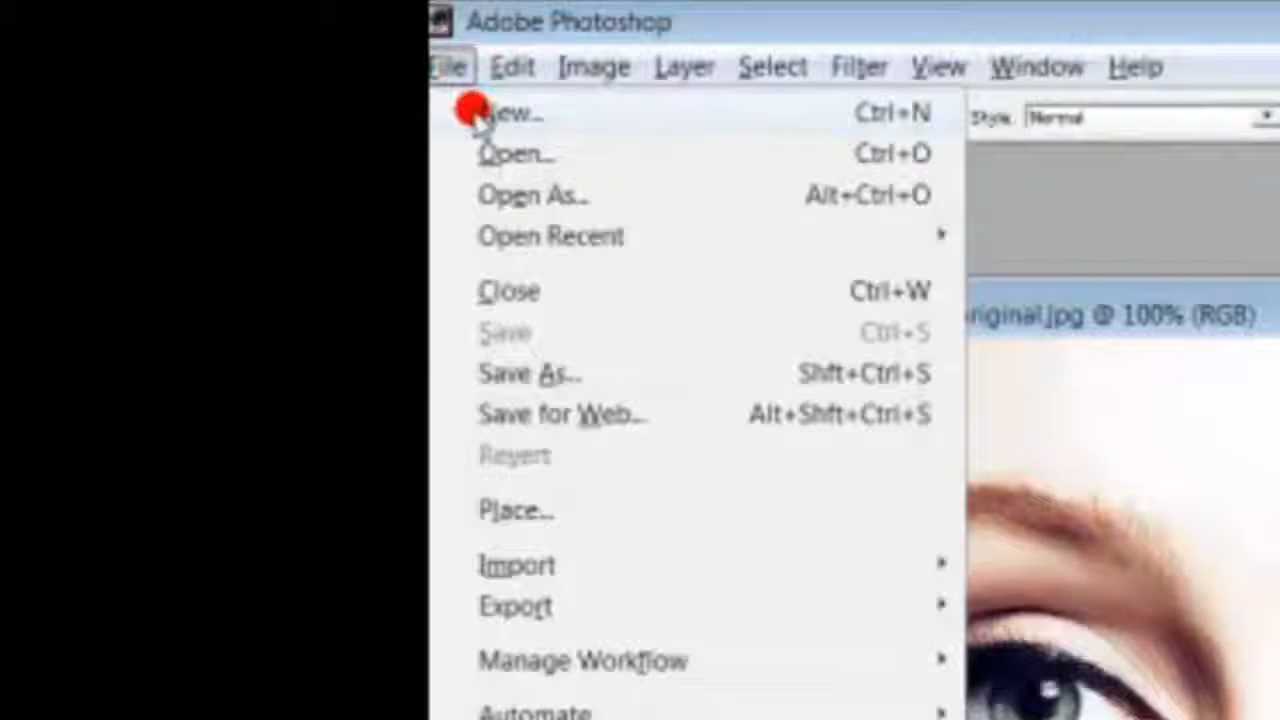 Adobe Photoshop
File Edit Image Layer Select Filter View Window Help
New... Ctrl+N
Style: Normal
Open... Ctrl+O
Open As... Alt+Ctrl+O
Open Recent
Close Ctrl+W
riginal.jpg @ 100% (RGB)
Save Ctrl+S
Save As... Shft+Ctrl+S
Save for Web... Alt+Shft+Ctrl+S
Revert
Place...
Import
Export
Manage Workflow
Automate